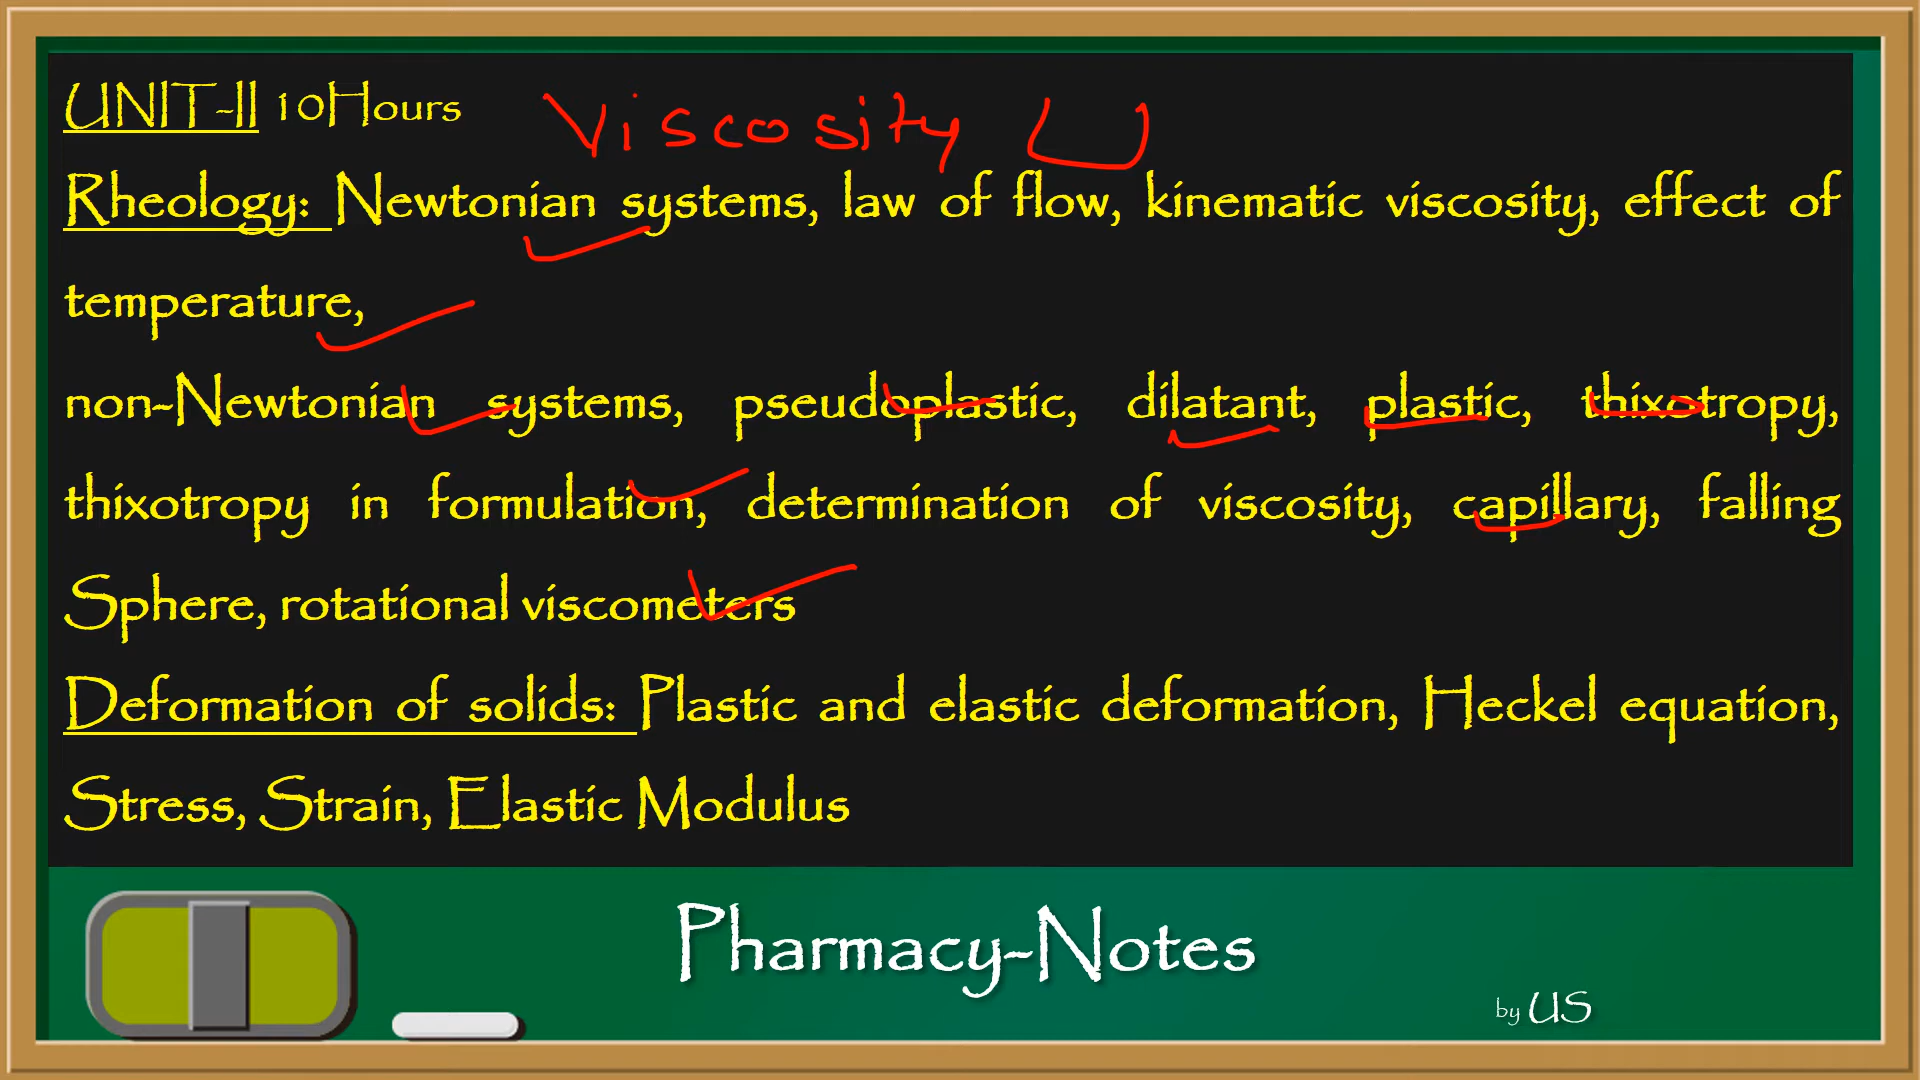 UNIT-II 10Hours
Viscosity
Rheology: Newtonian systems, law of flow, kinematic viscosity, effect of
temperature,
non-Newtonian systems, pseudoplastic, dilatant, plastic, thixotropy,
thixotropy in formulation, determination of viscosity, capillary, falling
Sphere, rotational viscometers
Deformation of solids: Plastic and elastic deformation, Heckel equation,
Stress, Strain, Elastic Modulus
Pharmacy-Notes
by US